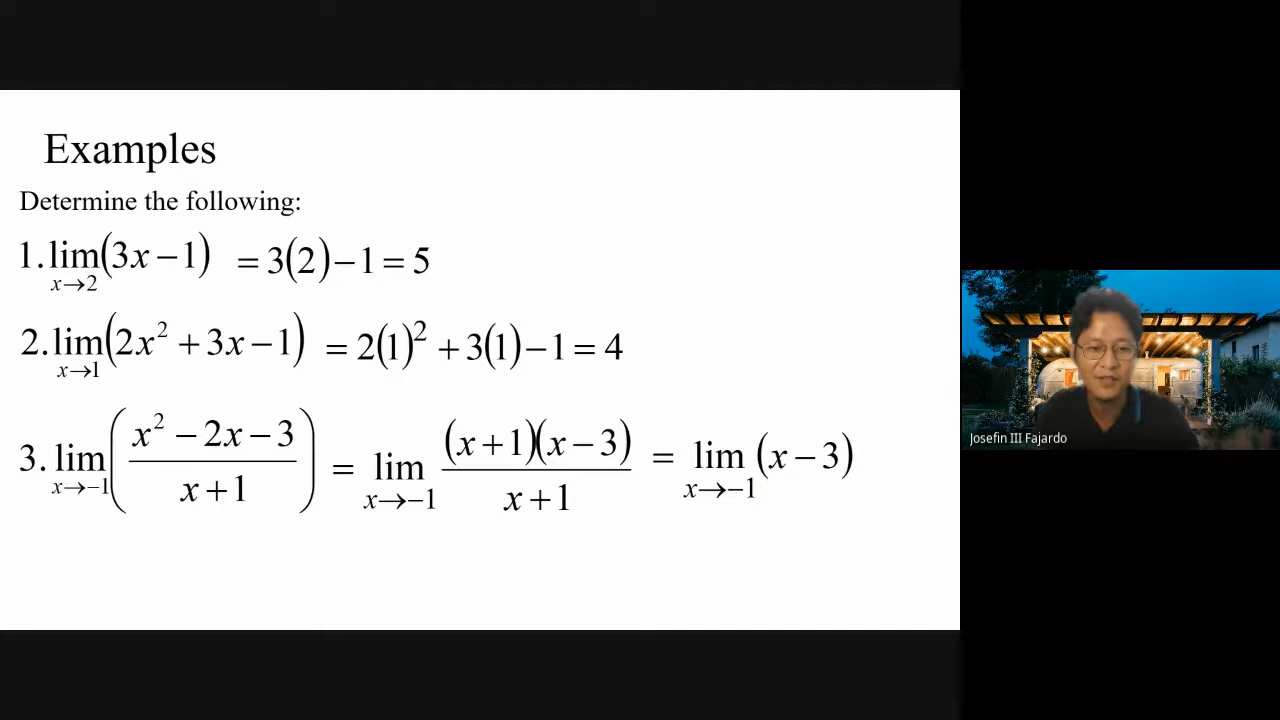 Examples
Determine the following:
1. lim x→2 (3x − 1) = 3(2) − 1 = 5
2. lim x→1 (2x² + 3x − 1) = 2(1)² + 3(1) − 1 = 4
3. lim x→−1 ((x² − 2x − 3)/(x + 1)) = lim x→−1 (x + 1)(x − 3)/(x + 1) = lim x→−1 (x − 3)
Josefin III Fajardo